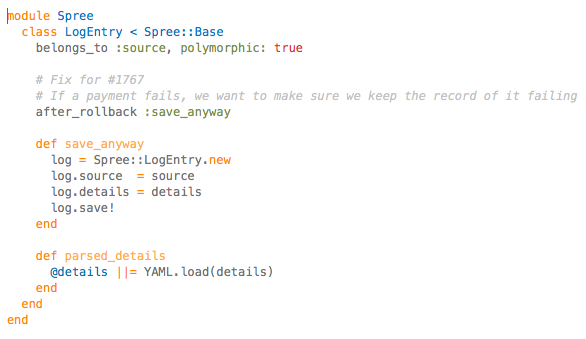 module Spree
  class LogEntry < Spree::Base
    belongs_to :source, polymorphic: true

    # Fix for #1767
    # If a payment fails, we want to make sure we keep the record of it failing
    after_rollback :save_anyway

    def save_anyway
      log = Spree::LogEntry.new
      log.source  = source
      log.details = details
      log.save!
    end

    def parsed_details
      @details ||= YAML.load(details)
    end
  end
end